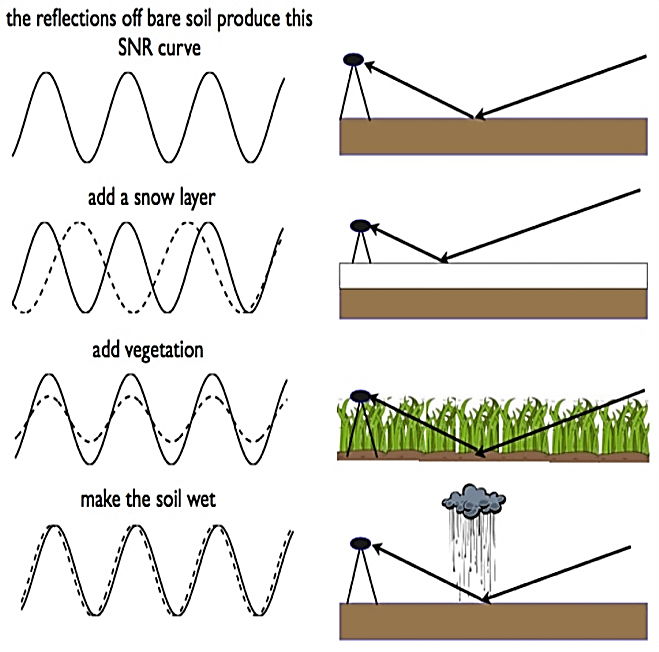 the reflections off bare soil produce this
SNR curve
add a snow layer
add vegetation
make the soil wet